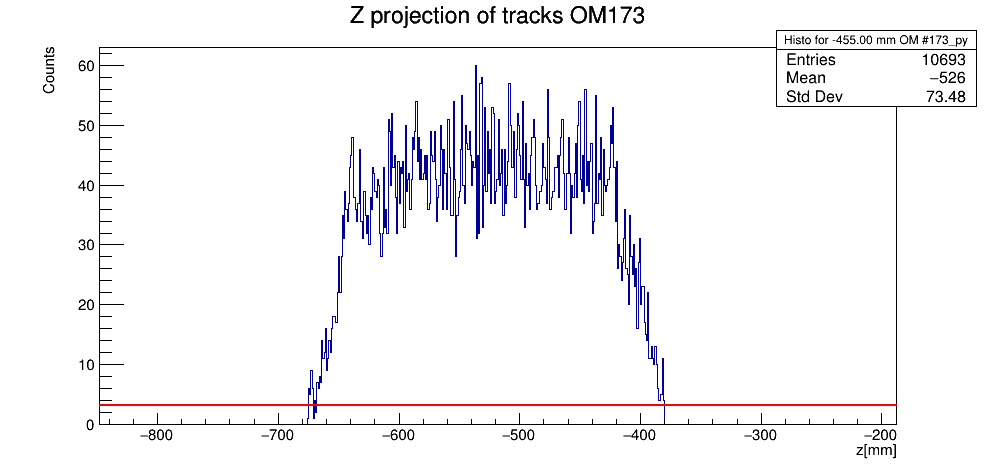 Z projection of tracks OM173
Histo for -455.00 mm OM #173_py
Entries 10693
Mean −526
Std Dev 73.48
Counts
60
50
40
30
20
10
0
−800 −700 −600 −500 −400 −300 −200
z[mm]